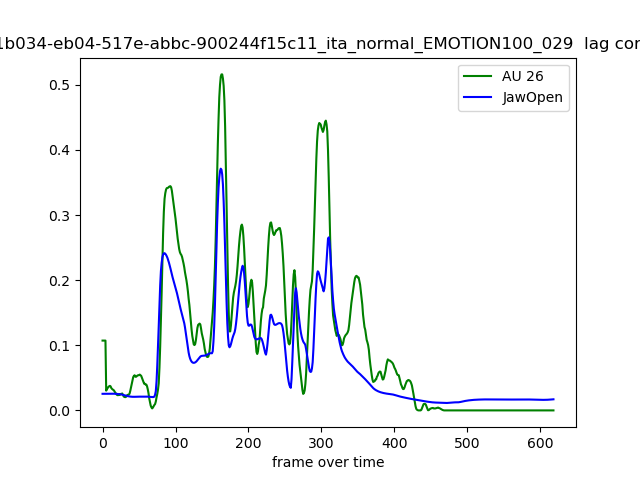 1b034-eb04-517e-abbc-900244f15c11_ita_normal_EMOTION100_029 lag cor
AU 26
JawOpen
0.5
0.4
0.3
0.2
0.1
0.0
0 100 200 300 400 500 600
frame over time